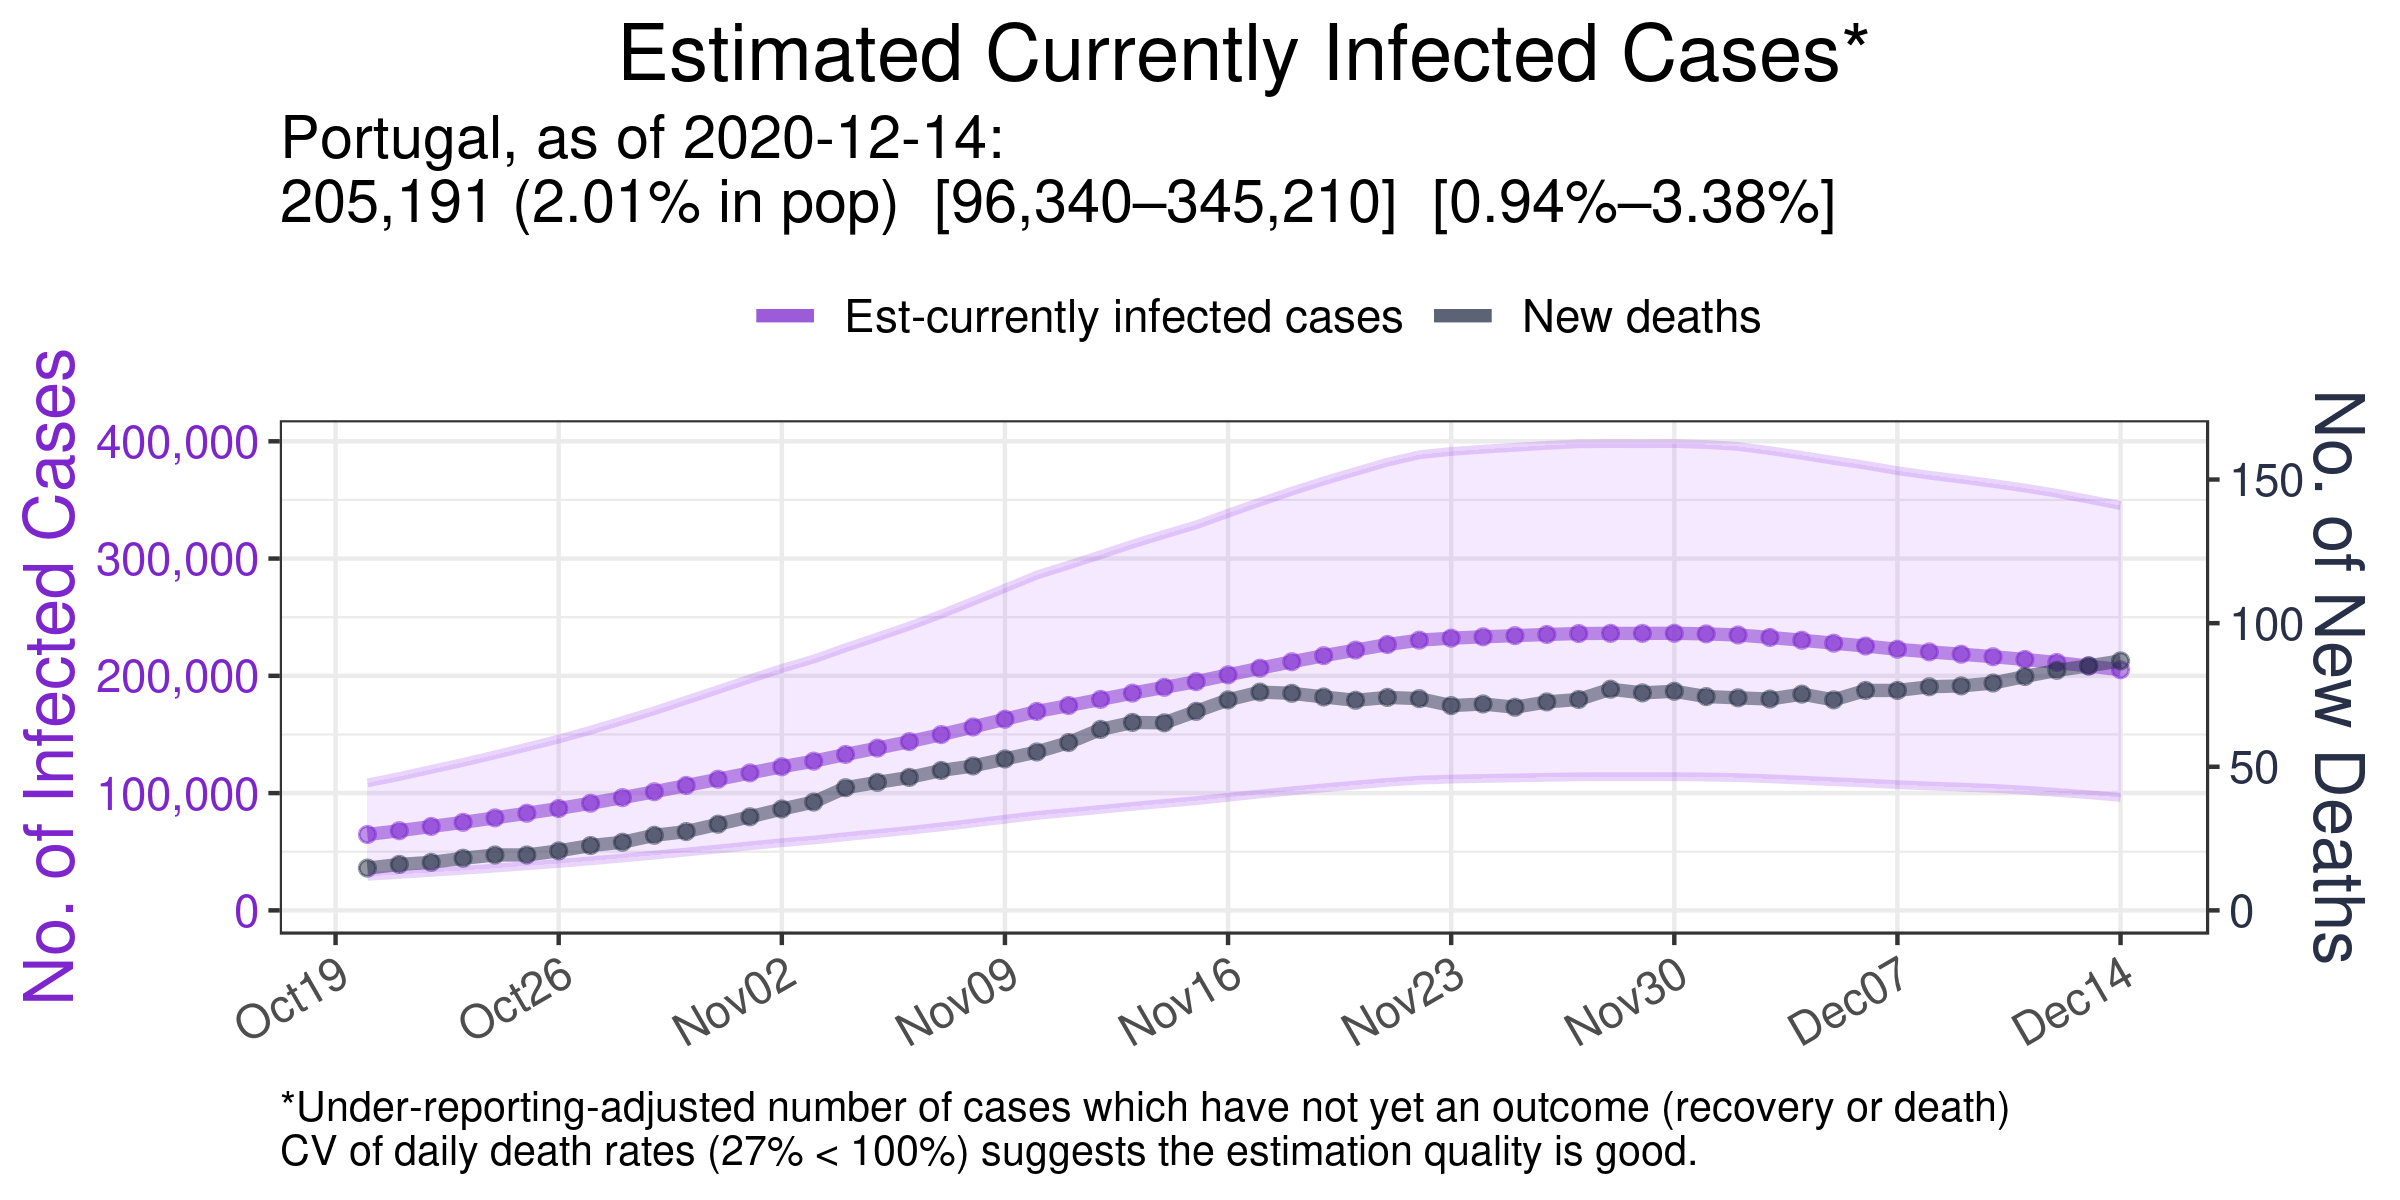 Estimated Currently Infected Cases*
Portugal, as of 2020-12-14:
205,191 (2.01% in pop) [96,340–345,210] [0.94%–3.38%]
Est-currently infected cases
New deaths
No. of Infected Cases
400,000
300,000
200,000
100,000
0
150
100
50
0
No. of New Deaths
Oct19
Oct26
Nov02
Nov09
Nov16
Nov23
Nov30
Dec07
Dec14
*Under-reporting-adjusted number of cases which have not yet an outcome (recovery or death)
CV of daily death rates (27% < 100%) suggests the estimation quality is good.